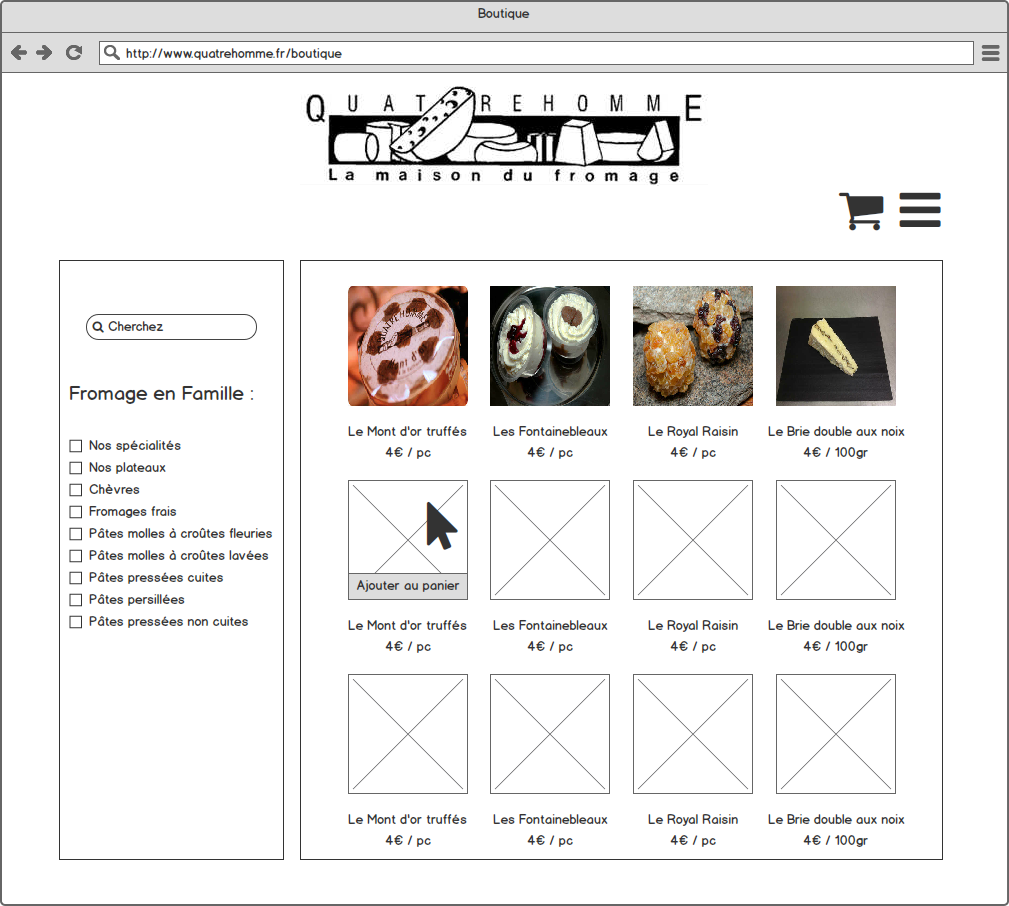 Boutique
http://www.quatrehomme.fr/boutique
QUATREHOMME
La maison du fromage
Cherchez
Fromage en Famille :
Nos spécialités
Nos plateaux
Chèvres
Fromages frais
Pâtes molles à croûtes fleuries
Pâtes molles à croûtes lavées
Pâtes pressées cuites
Pâtes persillées
Pâtes pressées non cuites
Le Mont d'or truffés
4€ / pc
Les Fontainebleaux
4€ / pc
Le Royal Raisin
4€ / pc
Le Brie double aux noix
4€ / 100gr
Ajouter au panier
Le Mont d'or truffés
4€ / pc
Les Fontainebleaux
4€ / pc
Le Royal Raisin
4€ / pc
Le Brie double aux noix
4€ / 100gr
Le Mont d'or truffés
4€ / pc
Les Fontainebleaux
4€ / pc
Le Royal Raisin
4€ / pc
Le Brie double aux noix
4€ / 100gr